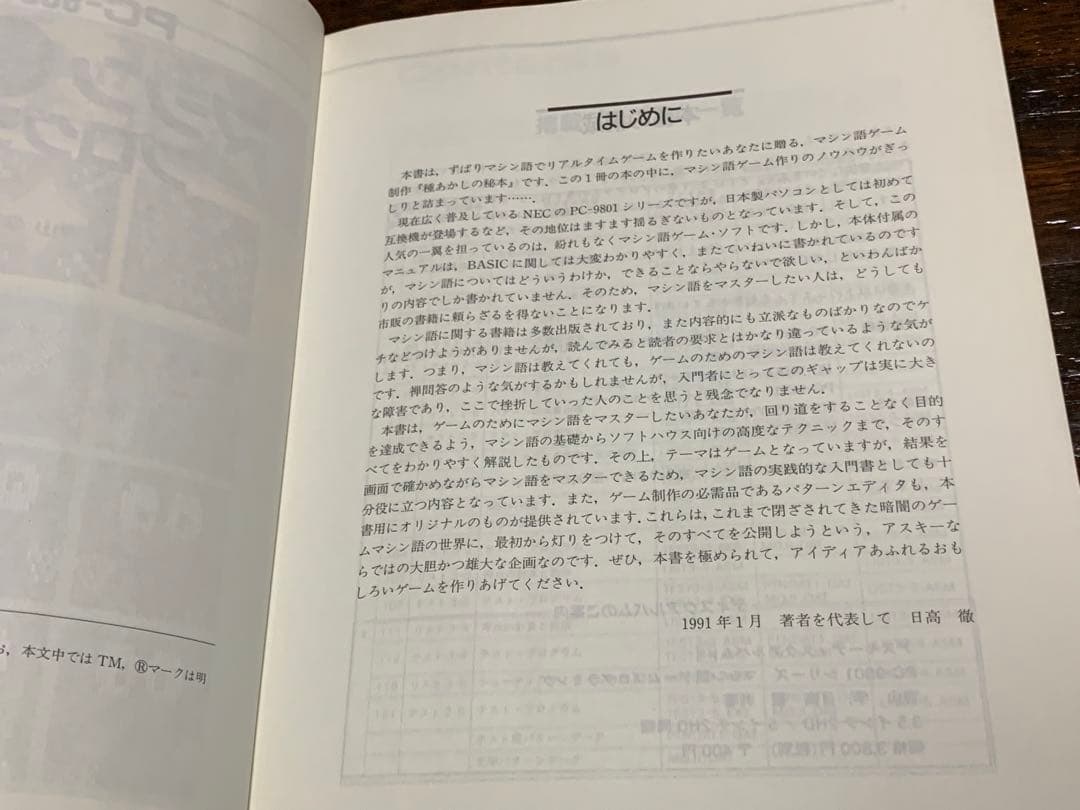 お，本文中では TM，Ⓡマークは明
はじめに
本書は，ずばりマシン語でリアルタイムゲームを作りたいあなたに贈る，マシン語ゲーム
制作『種あかしの秘本』です．この１冊の本の中に，マシン語ゲーム作りのノウハウがぎっ
しりと詰まっています……．
現在広く普及している NEC の PC-9801 シリーズですが，日本製パソコンとしては初めて
互換機が登場するなど，その地位はますます揺るぎないものとなっています．そして，この
人気の一翼を担っているのは，紛れもなくマシン語ゲーム・ソフトです．しかし，本体付属の
マニュアルは，BASIC に関しては大変わかりやすく，またていねいに書かれているのです
が，マシン語についてはどういうわけか，できることならやらないで欲しい，といわんばか
りの内容でしか書かれていません．そのため，マシン語をマスターしたい人は，どうしても
市販の書籍に頼らざるを得ないことになります．
マシン語に関する書籍は多数出版されており，また内容的にも立派なものばかりなのでケ
チなどつけようがありませんが，読んでみると読者の要求とはかなり違っているような気が
します．つまり，マシン語は教えてくれても，ゲームのためのマシン語は教えてくれないの
です．禅問答のような気がするかもしれませんが，入門者にとってこのギャップは実に大き
な障害であり，ここで挫折していった人のことを思うと残念でなりません．
本書は，ゲームのためにマシン語をマスターしたいあなたが，回り道をすることなく目的
を達成できるよう，マシン語の基礎からソフトハウス向けの高度なテクニックまで，そのす
べてをわかりやすく解説したものです．その上，テーマはゲームとなっていますが，結果を
画面で確かめながらマシン語をマスターできるため，マシン語の実践的な入門書としても十
分役に立つ内容となっています．また，ゲーム制作の必需品であるパターンエディタも，本
書用にオリジナルのものが提供されています．これらは，これまで閉ざされてきた暗闇のゲー
ムマシン語の世界に，最初から灯りをつけて，そのすべてを公開しようという，アスキーな
らではの大胆かつ雄大な企画なのです．ぜひ，本書を極められて，アイディアあふれるおも
しろいゲームを作りあげてください．
1991年１月　著者を代表して　日高　徹